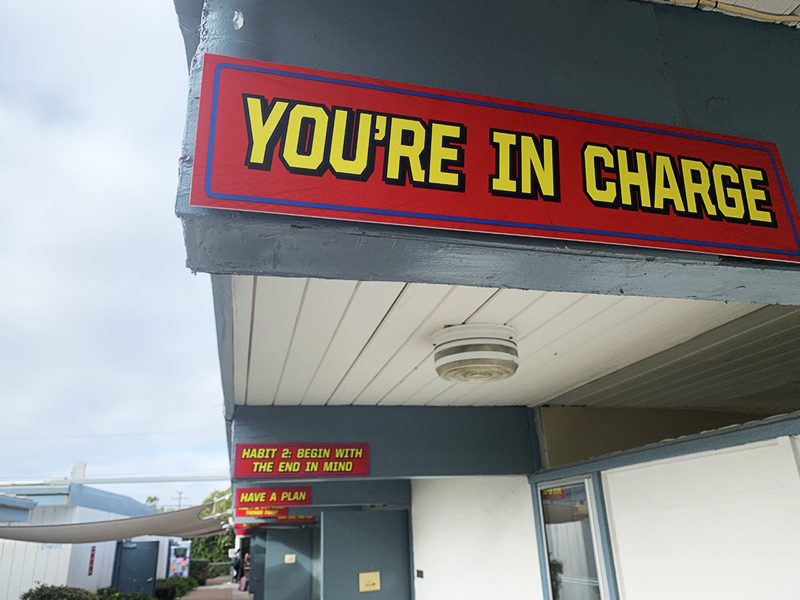 YOU'RE IN CHARGE
HABIT 2: BEGIN WITH
THE END IN MIND
HAVE A PLAN